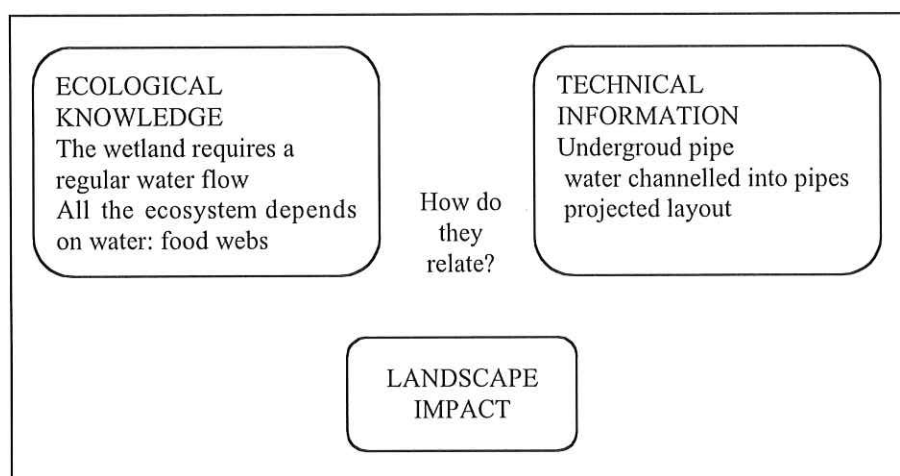 ECOLOGICAL
KNOWLEDGE
The wetland requires a
regular water flow
All the ecosystem depends
on water: food webs
How do
they
relate?
TECHNICAL
INFORMATION
Undergroud pipe
water channelled into pipes
projected layout
LANDSCAPE
IMPACT